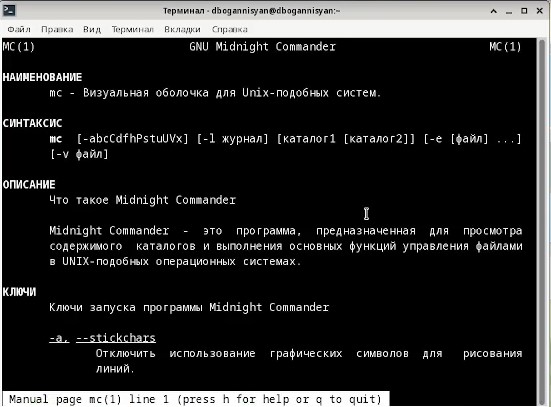 Терминал - dbogannisyan@dbogannisyan:~
Файл Правка Вид Терминал Вкладки Справка
MC(1) GNU Midnight Commander MC(1)
НАИМЕНОВАНИЕ
mc - Визуальная оболочка для Unix-подобных систем.
СИНТАКСИС
mc [-abcCdfhPstuUVx] [-l журнал] [каталог1 [каталог2]] [-e [файл] ...]
[-v файл]
ОПИСАНИЕ
Что такое Midnight Commander
Midnight Commander - это программа, предназначенная для просмотра
содержимого каталогов и выполнения основных функций управления файлами
в UNIX-подобных операционных системах.
КЛЮЧИ
Ключи запуска программы Midnight Commander
-a, --stickchars
Отключить использование графических символов для рисования
линий.
Manual page mc(1) line 1 (press h for help or q to quit)